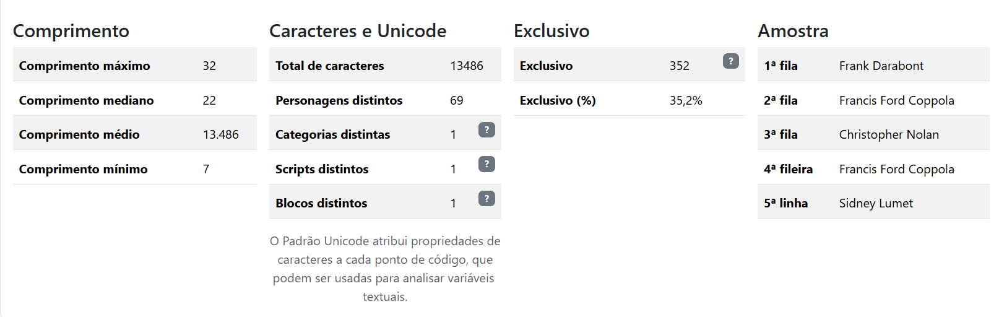 Comprimento
Comprimento máximo 32
Comprimento mediano 22
Comprimento médio 13.486
Comprimento mínimo 7
Caracteres e Unicode
Total de caracteres 13486
Personagens distintos 69
Categorias distintas 1 ?
Scripts distintos 1 ?
Blocos distintos 1 ?
O Padrão Unicode atribui propriedades de
caracteres a cada ponto de código, que
podem ser usadas para analisar variáveis
textuais.
Exclusivo
Exclusivo 352 ?
Exclusivo (%) 35,2%
Amostra
1ª fila Frank Darabont
2ª fila Francis Ford Coppola
3ª fila Christopher Nolan
4ª fileira Francis Ford Coppola
5ª linha Sidney Lumet